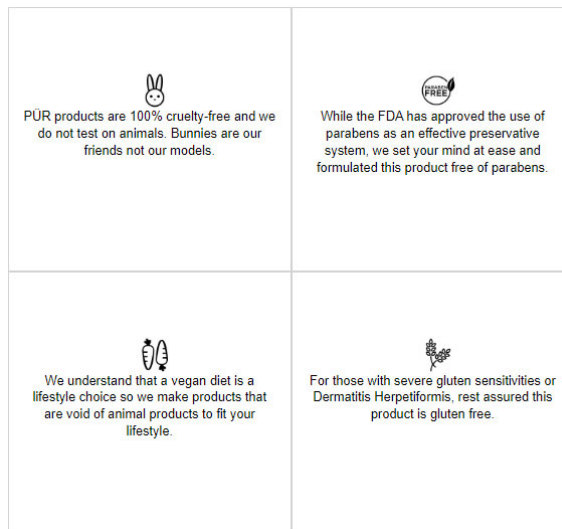 PÜR products are 100% cruelty-free and we
do not test on animals. Bunnies are our
friends not our models.
PARABEN
FREE
While the FDA has approved the use of
parabens as an effective preservative
system, we set your mind at ease and
formulated this product free of parabens.
We understand that a vegan diet is a
lifestyle choice so we make products that
are void of animal products to fit your
lifestyle.
For those with severe gluten sensitivities or
Dermatitis Herpetiformis, rest assured this
product is gluten free.